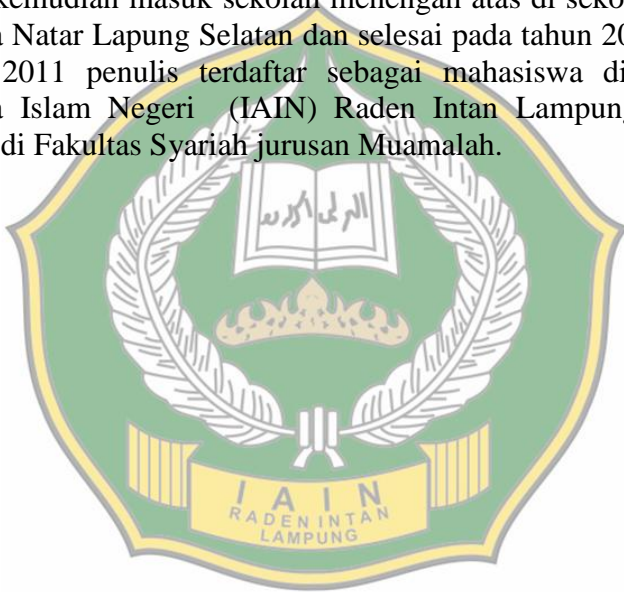 kemudian masuk sekolah menengah atas di seko
Natar Lapung Selatan dan selesai pada tahun 20
2011 penulis terdaftar sebagai mahasiswa di
Islam Negeri (IAIN) Raden Intan Lampung
di Fakultas Syariah jurusan Muamalah.
I A I N
RADEN INTAN
LAMPUNG